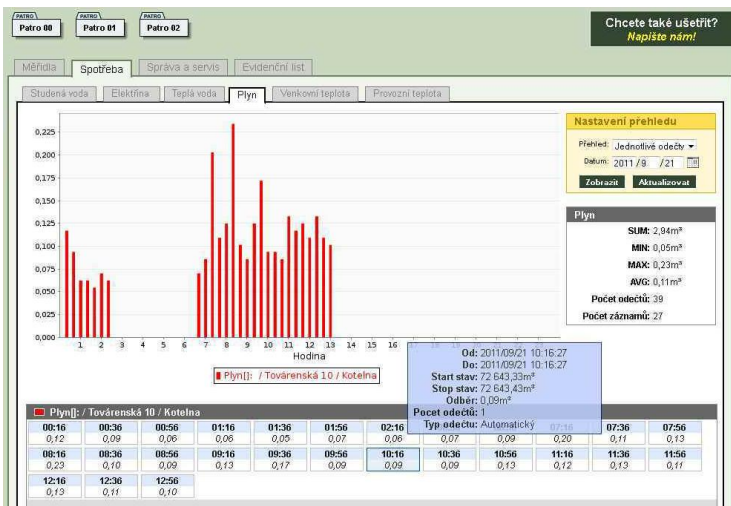 PATRO PATRO PATRO
Patro 00 Patro 01 Patro 02
Chcete také ušetřit?
Napište nám!
Měřidla Spotřeba Správa a servis Evidenční list
Studená voda Elektřina Teplá voda Plyn Venkovní teplota Provozní teplota
Nastavení přehledu
Přehled: Jednotlivé odečty
Datum: 2011 /9 /21
Zobrazit Aktualizovat
Plyn
SUM: 2,94m³
MIN: 0,05m³
MAX: 0,23m³
AVG: 0,11m³
Počet odečtů: 39
Počet záznamů: 27
0,225
0,200
0,175
0,150
0,125
0,100
0,075
0,050
0,025
0,000
1 2 3 4 5 6 7 8 9 10 11 12 13 14 15 16
Hodina
Plyn[]: / Továrenská 10 / Kotelna
Od: 2011/09/21 10:16:27
Do: 2011/09/21 10:16:27
Start stav: 72 643,33m³
Stop stav: 72 643,43m³
Odběr: 0,09m³
Pocet odečtů: 1
Typ odečtu: Automatický
Plyn[]: / Továrenská 10 / Kotelna
00:16 00:36 00:56 01:16 01:36 01:56 02:16 07:16 07:36 07:56
0,12 0,09 0,06 0,06 0,05 0,07 0,06 0,07 0,09 0,20 0,11 0,13
08:16 08:36 08:56 09:16 09:36 09:56 10:16 10:36 10:56 11:16 11:36 11:56
0,23 0,10 0,09 0,13 0,17 0,09 0,09 0,09 0,13 0,12 0,13 0,11
12:16 12:36 12:56
0,13 0,11 0,10